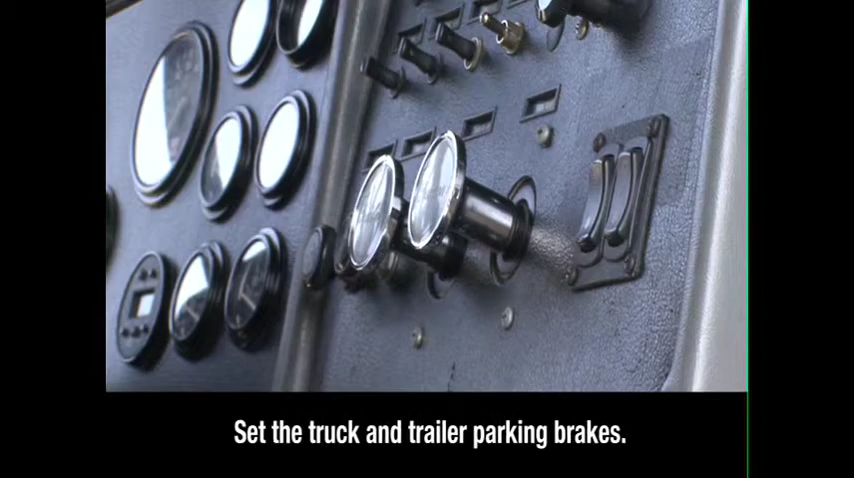 Set the truck and trailer parking brakes.